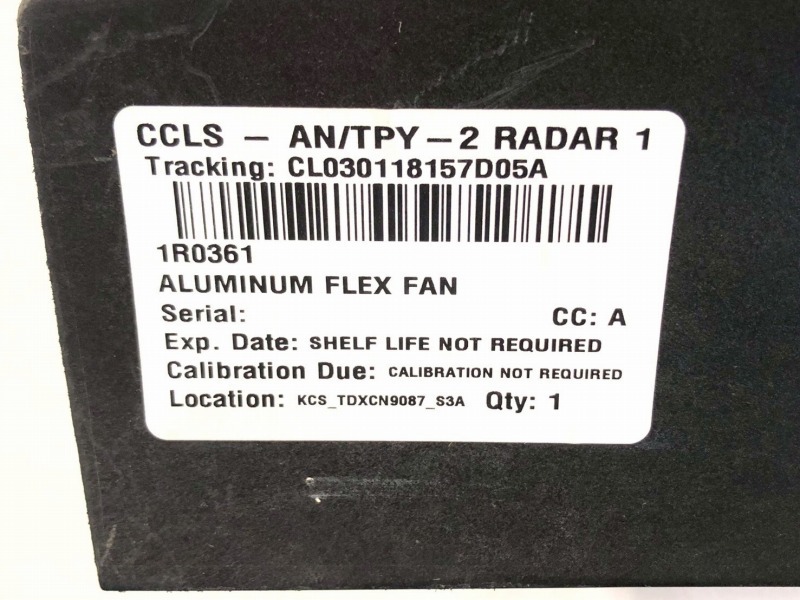 CCLS – AN/TPY–2 RADAR 1
Tracking: CL030118157D05A
1R0361
ALUMINUM FLEX FAN
Serial: CC: A
Exp. Date: SHELF LIFE NOT REQUIRED
Calibration Due: CALIBRATION NOT REQUIRED
Location: KCS_TDXCN9087_S3A Qty: 1